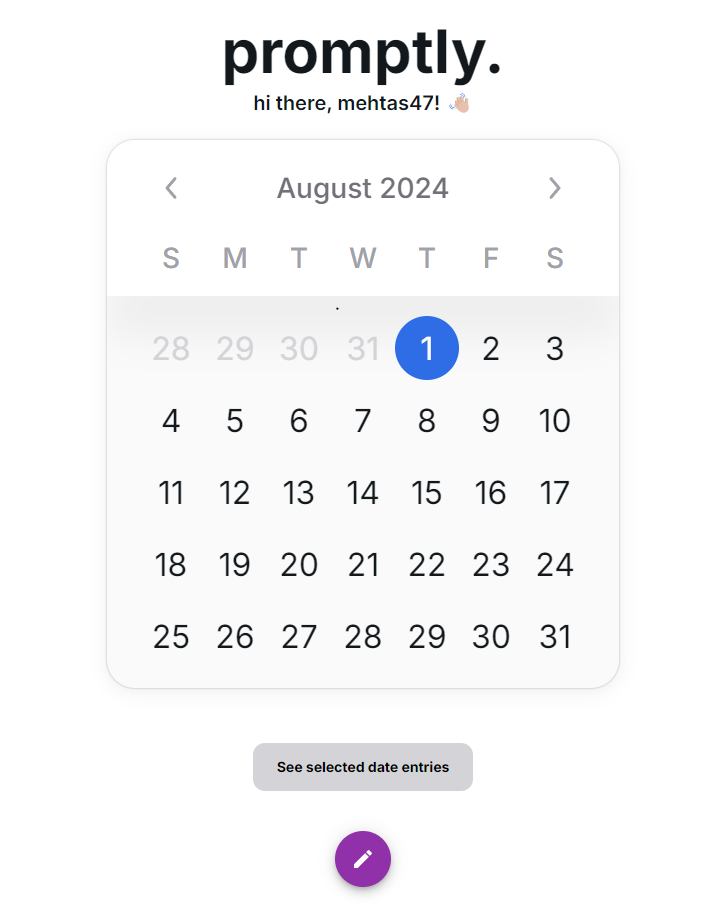 promptly.
hi there, mehtas47! 👋🏼
August 2024
S M T W T F S
28 29 30 31 1 2 3
4 5 6 7 8 9 10
11 12 13 14 15 16 17
18 19 20 21 22 23 24
25 26 27 28 29 30 31
See selected date entries